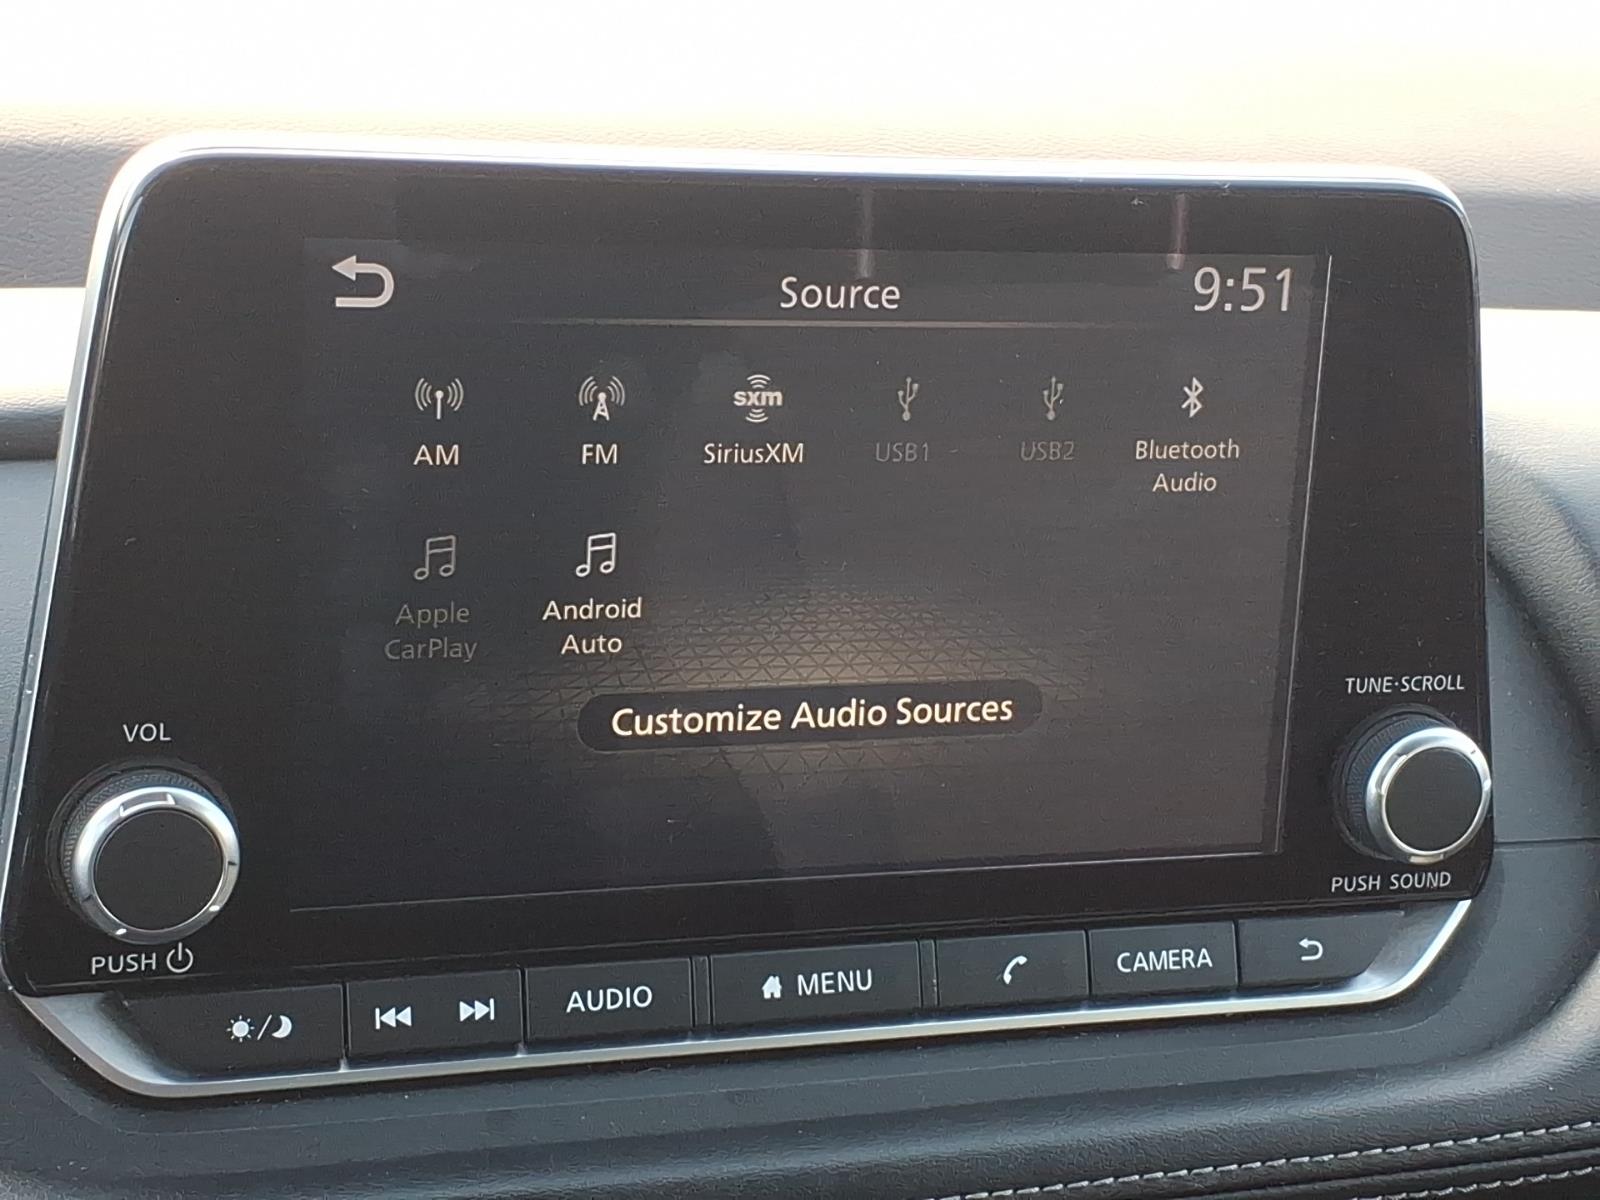 Source
9:51
AM
FM
sxm
SiriusXM
USB1
USB2
Bluetooth
Audio
Apple
CarPlay
Android
Auto
Customize Audio Sources
VOL
PUSH
TUNE·SCROLL
PUSH SOUND
AUDIO
MENU
CAMERA